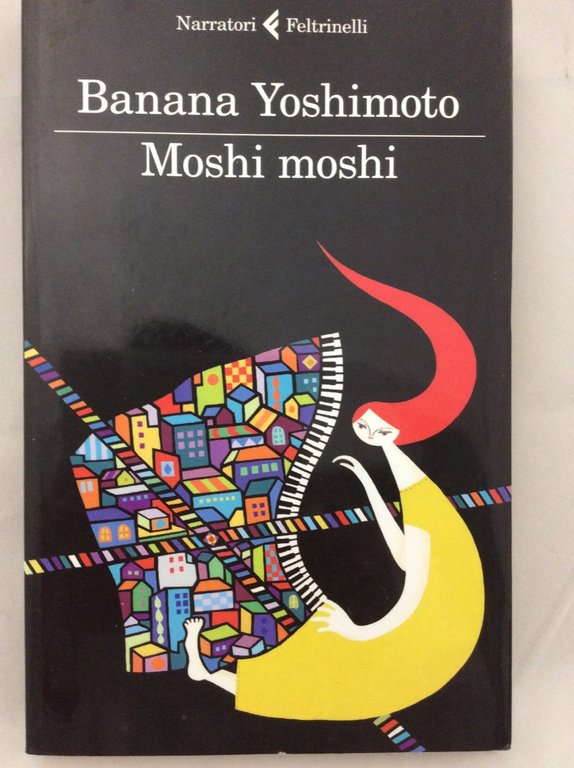 Narratori Feltrinelli
Banana Yoshimoto
Moshi moshi